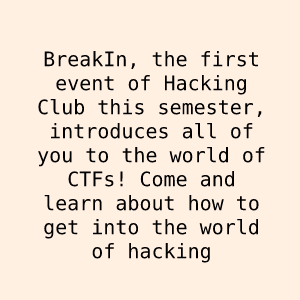 BreakIn, the first
event of Hacking
Club this semester,
introduces all of
you to the world of
CTFs! Come and
learn about how to
get into the world
of hacking